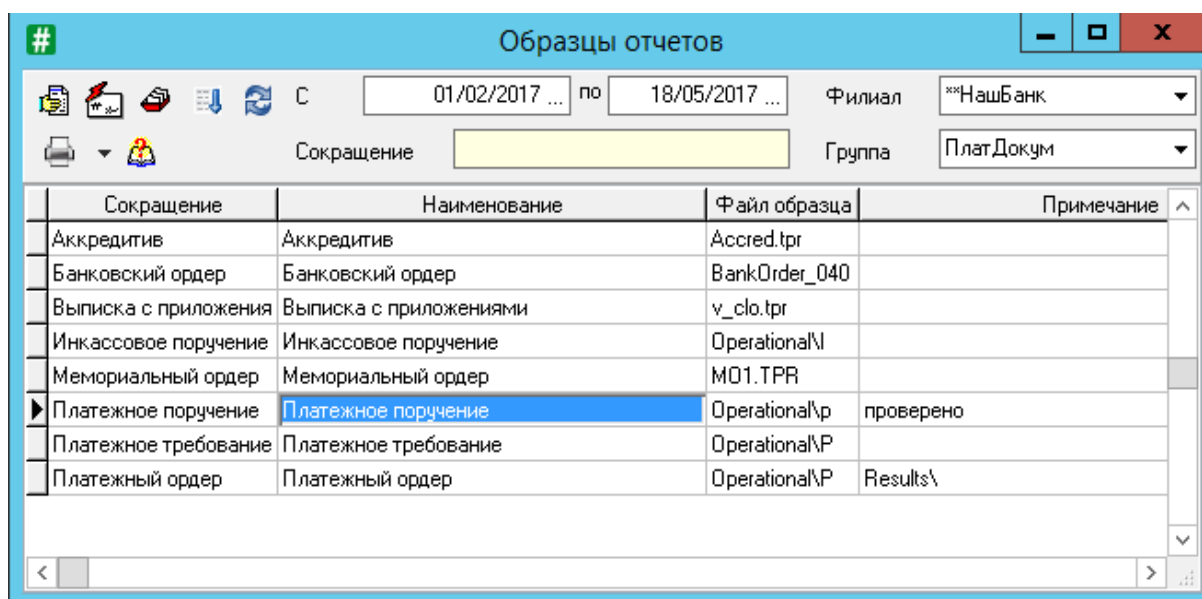 Образцы отчетов
С 01/02/2017 ... по 18/05/2017 ... Филиал **НашБанк
Сокращение Группа ПлатДокум
Сокращение Наименование Файл образца Примечание
Аккредитив Аккредитив Accred.tpr
Банковский ордер Банковский ордер BankOrder_040
Выписка с приложения Выписка с приложениями v_clo.tpr
Инкассовое поручение Инкассовое поручение Operational\I
Мемориальный ордер Мемориальный ордер MO1.TPR
Платежное поручение Платежное поручение Operational\p проверено
Платежное требование Платежное требование Operational\P
Платежный ордер Платежный ордер Operational\P Results\